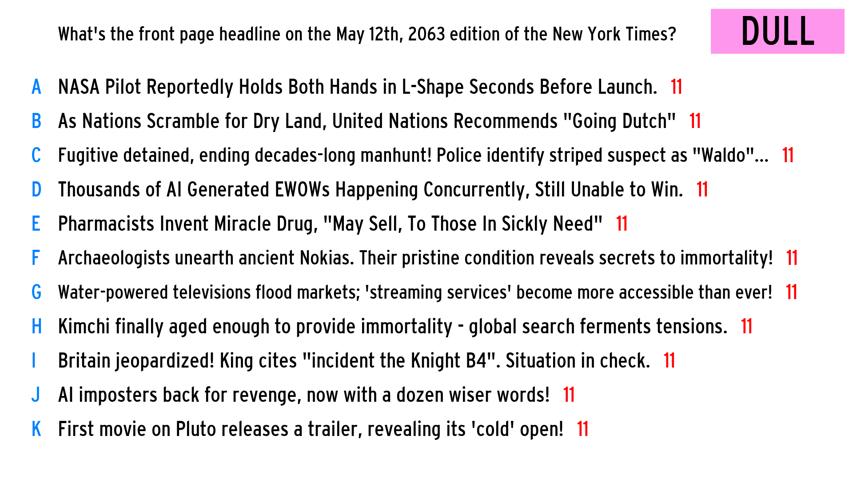 What's the front page headline on the May 12th, 2063 edition of the New York Times?
DULL
A NASA Pilot Reportedly Holds Both Hands in L-Shape Seconds Before Launch. 11
B As Nations Scramble for Dry Land, United Nations Recommends "Going Dutch" 11
C Fugitive detained, ending decades-long manhunt! Police identify striped suspect as "Waldo"... 11
D Thousands of AI Generated EWOWs Happening Concurrently, Still Unable to Win. 11
E Pharmacists Invent Miracle Drug, "May Sell, To Those In Sickly Need" 11
F Archaeologists unearth ancient Nokias. Their pristine condition reveals secrets to immortality! 11
G Water-powered televisions flood markets; 'streaming services' become more accessible than ever! 11
H Kimchi finally aged enough to provide immortality - global search ferments tensions. 11
I Britain jeopardized! King cites "incident the Knight B4". Situation in check. 11
J AI imposters back for revenge, now with a dozen wiser words! 11
K First movie on Pluto releases a trailer, revealing its 'cold' open! 11